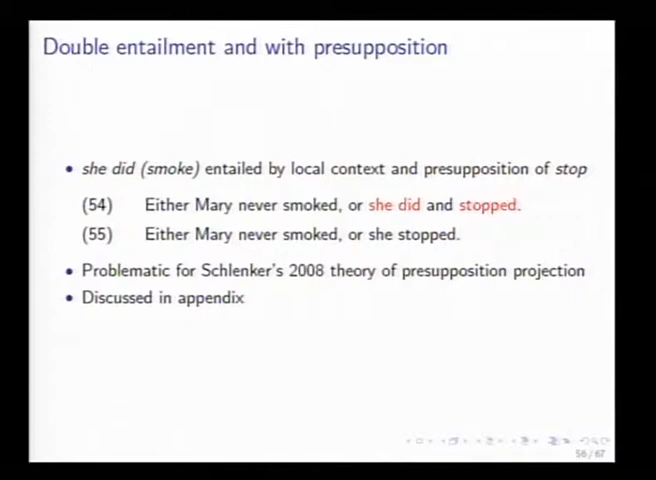 Double entailment and with presupposition
• she did (smoke) entailed by local context and presupposition of stop
(54) Either Mary never smoked, or she did and stopped.
(55) Either Mary never smoked, or she stopped.
• Problematic for Schlenker's 2008 theory of presupposition projection
• Discussed in appendix
56/67